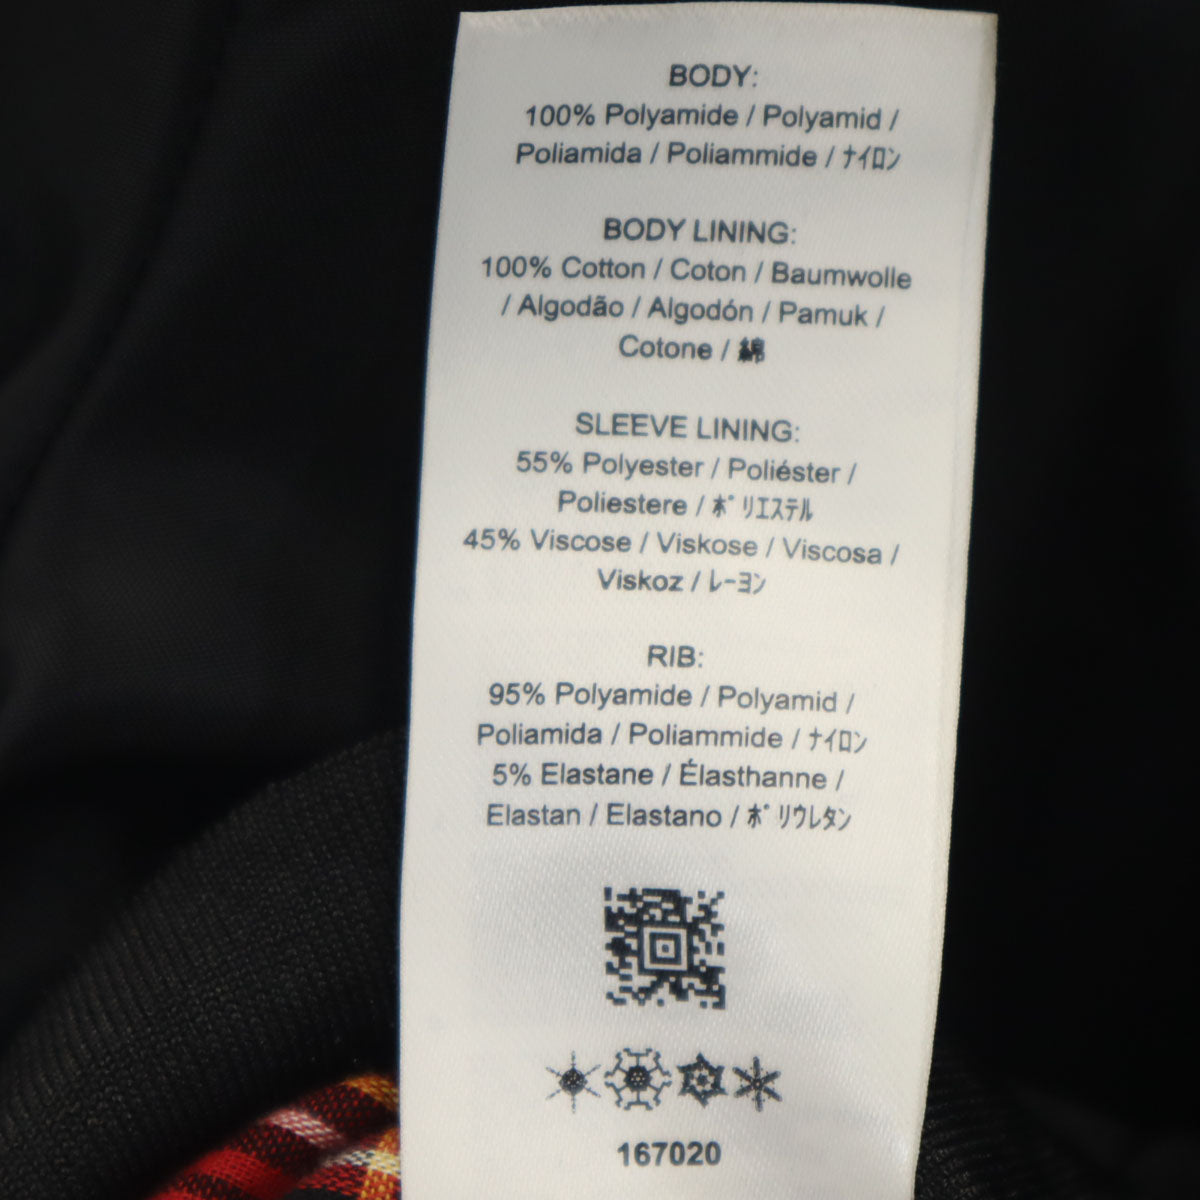 BODY:
100% Polyamide / Polyamid /
Poliamida / Poliammide / ﾅｲﾛﾝ
BODY LINING:
100% Cotton / Coton / Baumwolle
/ Algodão / Algodón / Pamuk /
Cotone / 綿
SLEEVE LINING:
55% Polyester / Poliéster /
Poliestere / ﾎﾟﾘｴｽﾃﾙ
45% Viscose / Viskose / Viscosa /
Viskoz / ﾚｰﾖﾝ
RIB:
95% Polyamide / Polyamid /
Poliamida / Poliammide / ﾅｲﾛﾝ
5% Elastane / Élasthanne /
Elastan / Elastano / ﾎﾟﾘｳﾚﾀﾝ
167020